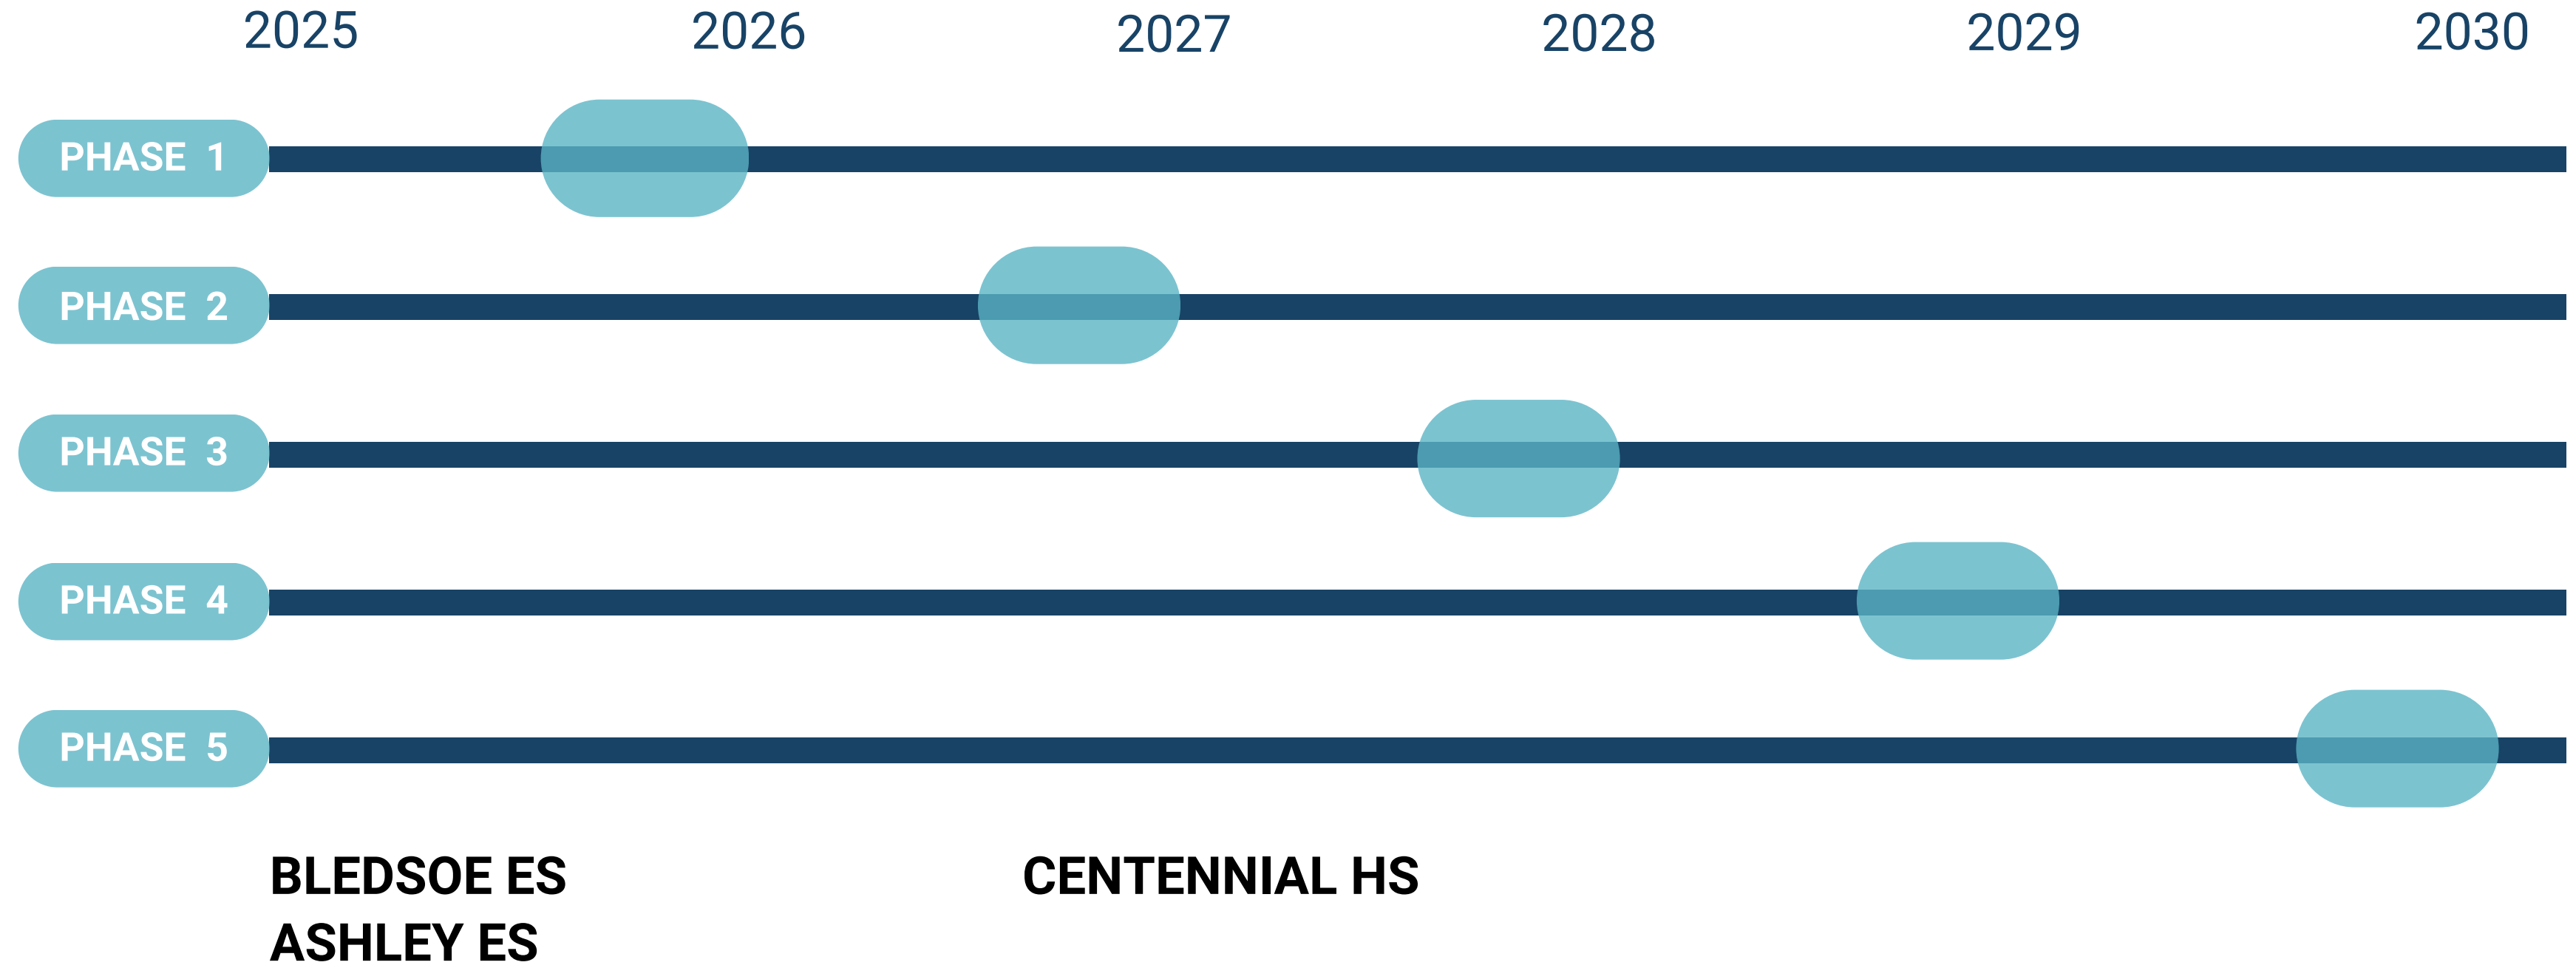 2025 2026 2027 2028 2029 2030
PHASE 1
PHASE 2
PHASE 3
PHASE 4
PHASE 5
BLEDSOE ES CENTENNIAL HS
ASHLEY ES